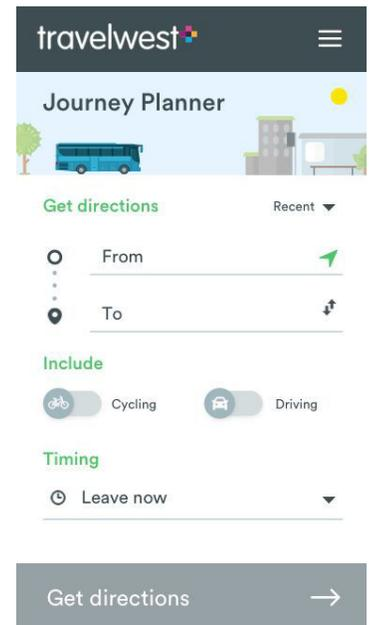 travelwest
Journey Planner
Get directions
Recent
From
To
Include
Cycling
Driving
Timing
Leave now
Get directions